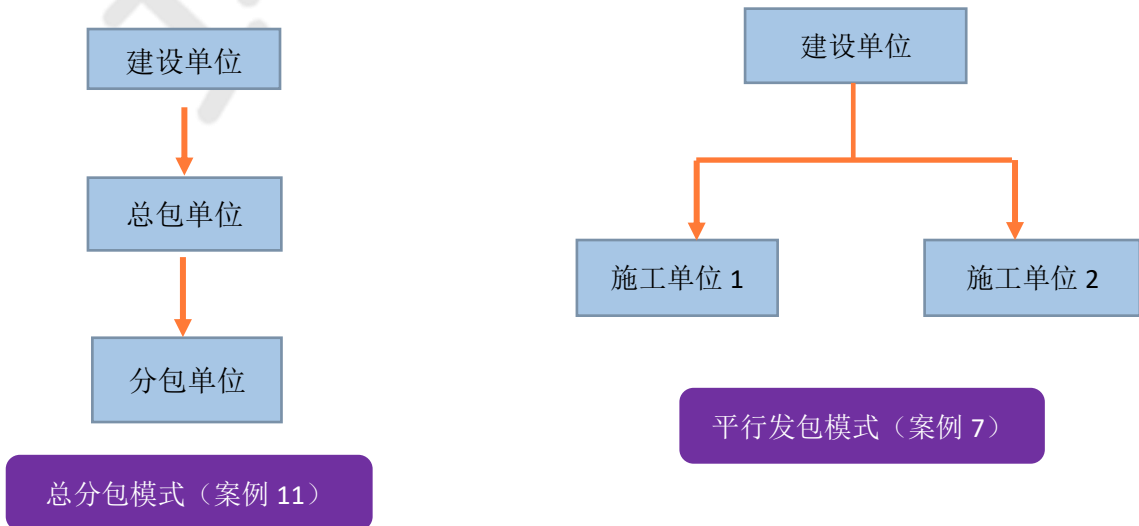 建设单位
总包单位
分包单位
总分包模式（案例 11）
建设单位
施工单位 1
施工单位 2
平行发包模式（案例 7）